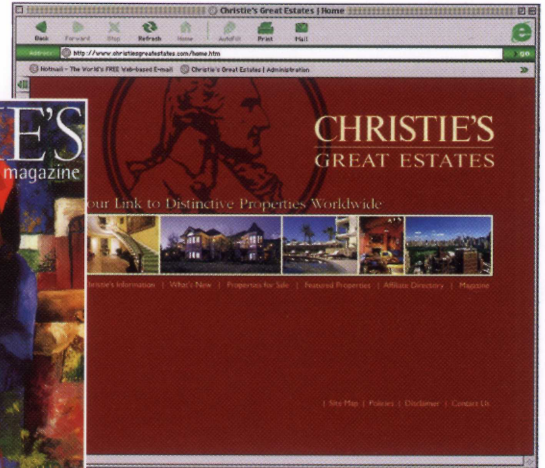 Christie's Great Estates | Home
Back Forward Stop Refresh Home AutoFill Print Mail
Address: http://www.christiesgreatestates.com/home.htm go
Hotmail - The World's FREE Web-based E-mail Christie's Great Estates | Administration
CHRISTIE'S
GREAT ESTATES
IE'S
magazine
our Link to Distinctive Properties Worldwide
hristie's Information | What's New | Properties for Sale | Featured Properties | Affiliate Directory | Magazine
| Site Map | Policies | Disclaimer | Contact Us